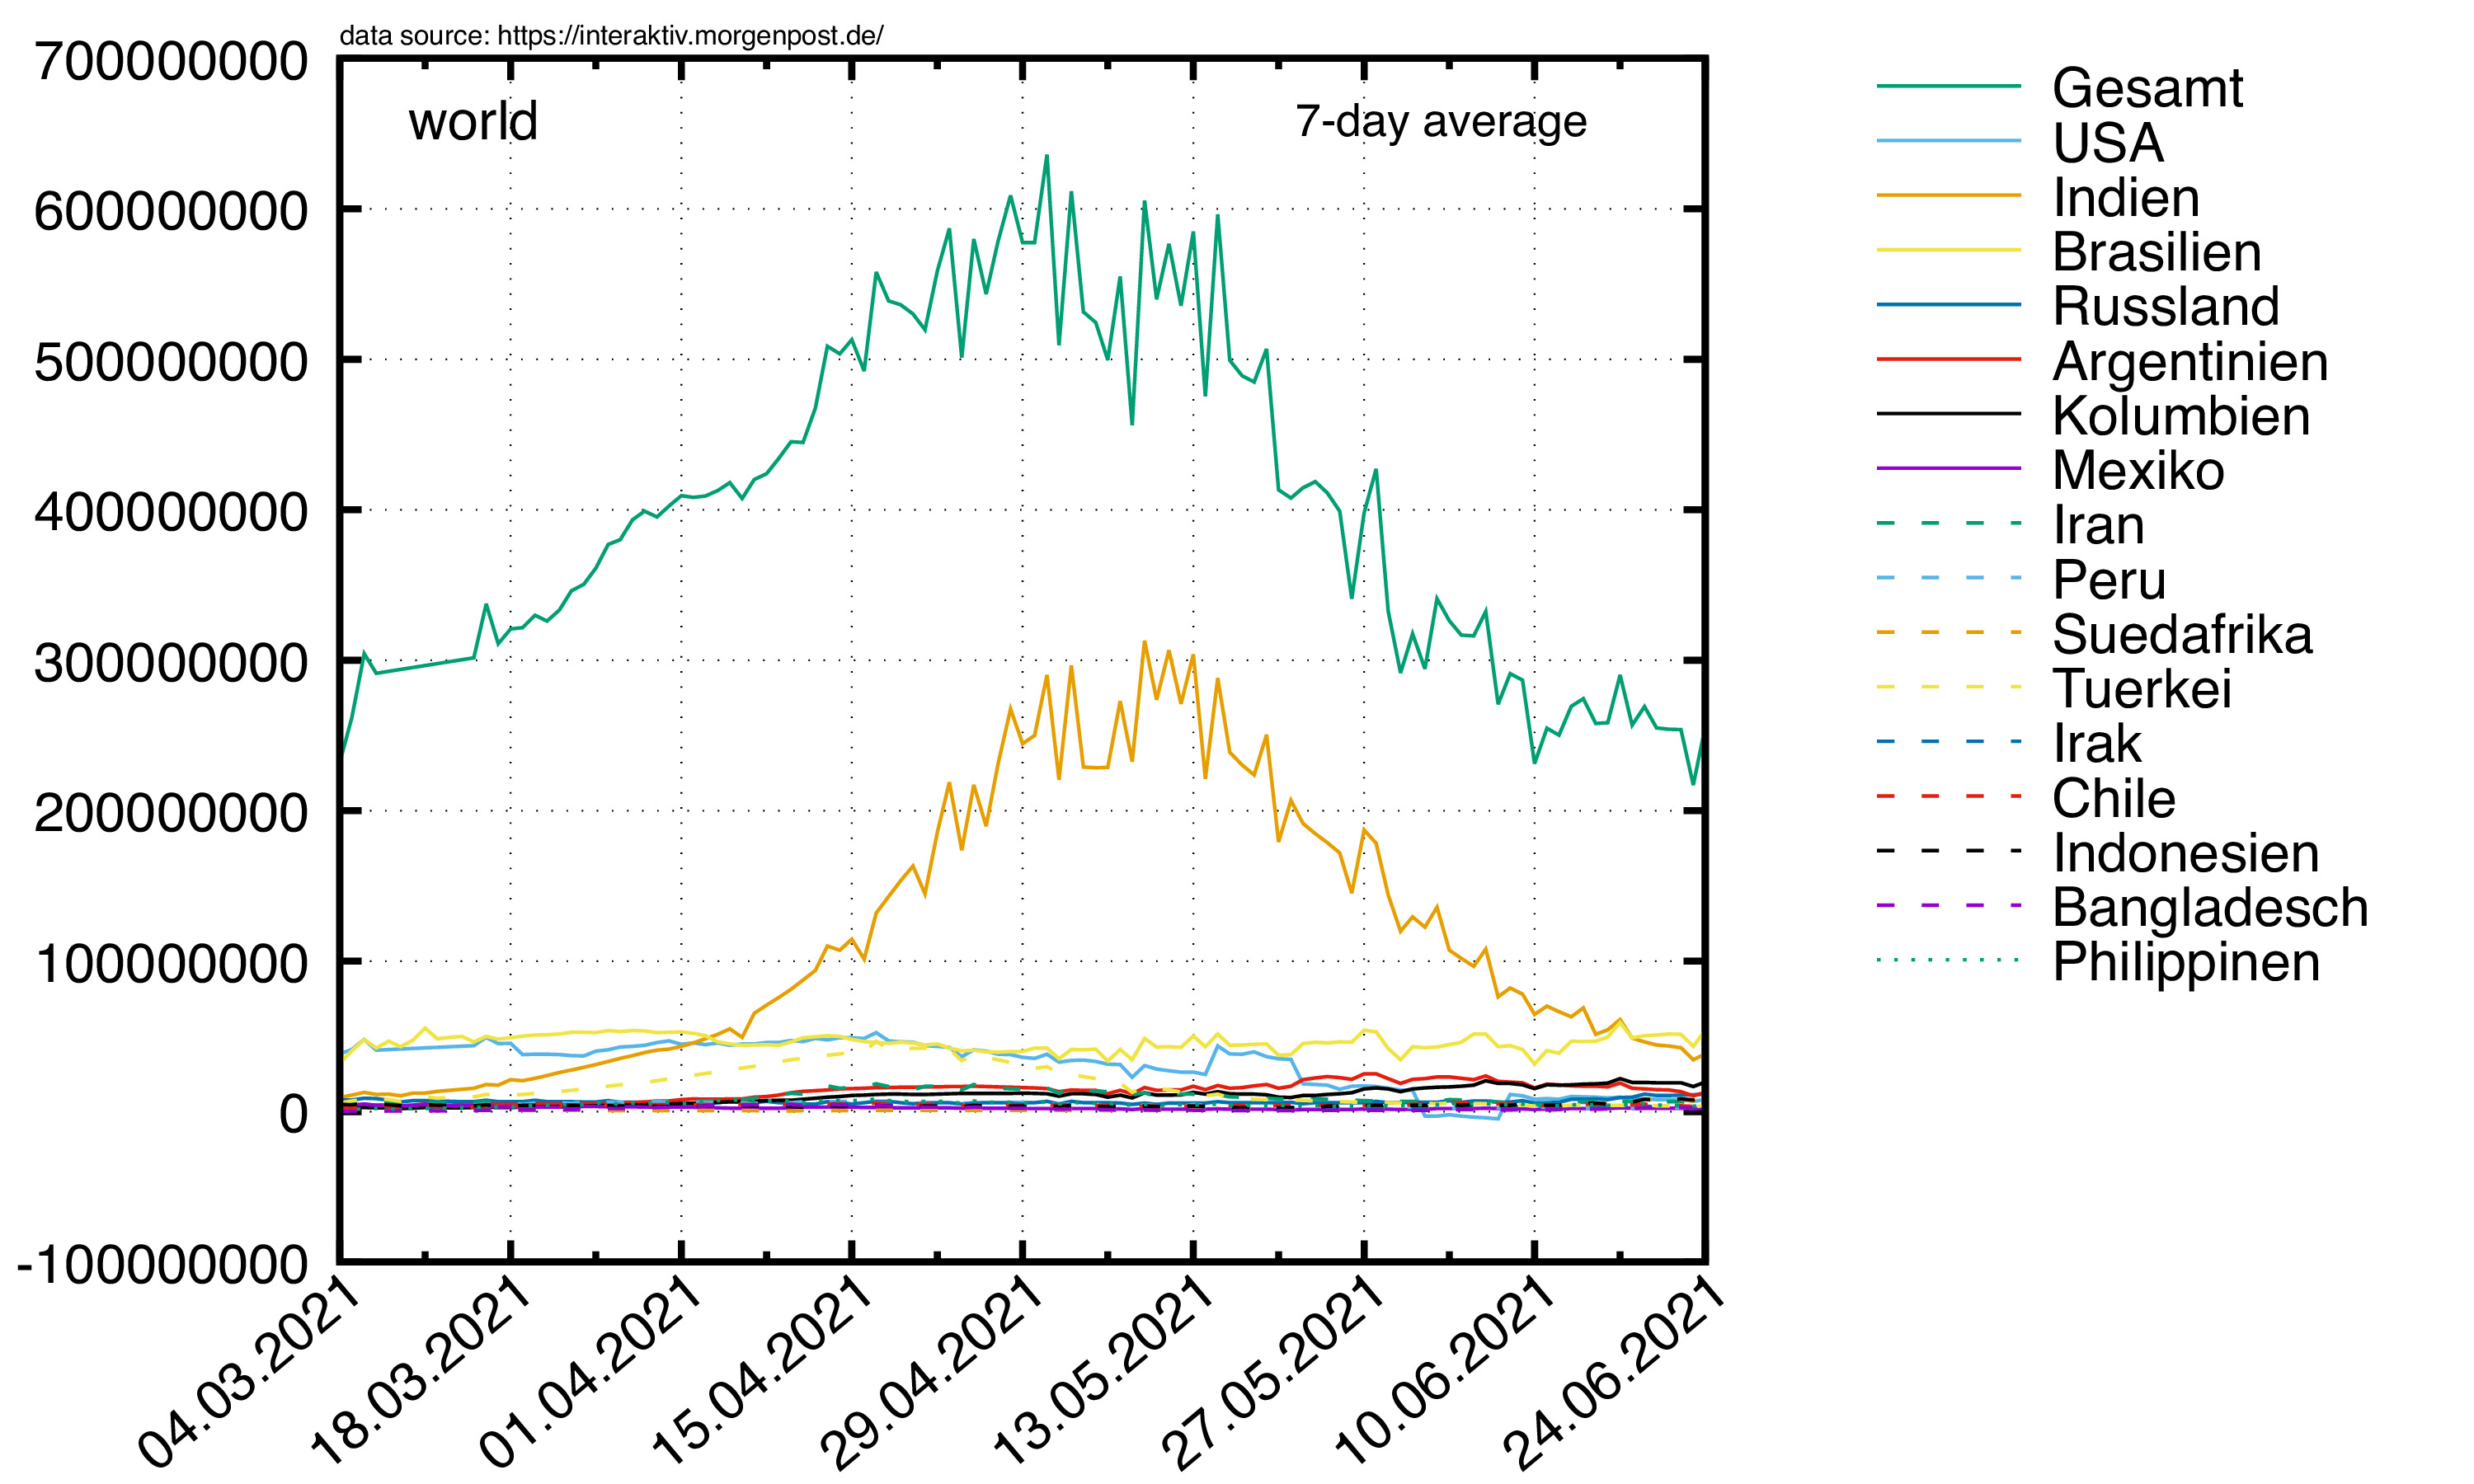 data source: https://interaktiv.morgenpost.de/
world
7-day average
700000000
600000000
500000000
400000000
300000000
200000000
100000000
0
-100000000
04.03.2021
18.03.2021
01.04.2021
15.04.2021
29.04.2021
13.05.2021
27.05.2021
10.06.2021
24.06.2021
Gesamt
USA
Indien
Brasilien
Russland
Argentinien
Kolumbien
Mexiko
Iran
Peru
Suedafrika
Tuerkei
Irak
Chile
Indonesien
Bangladesch
Philippinen